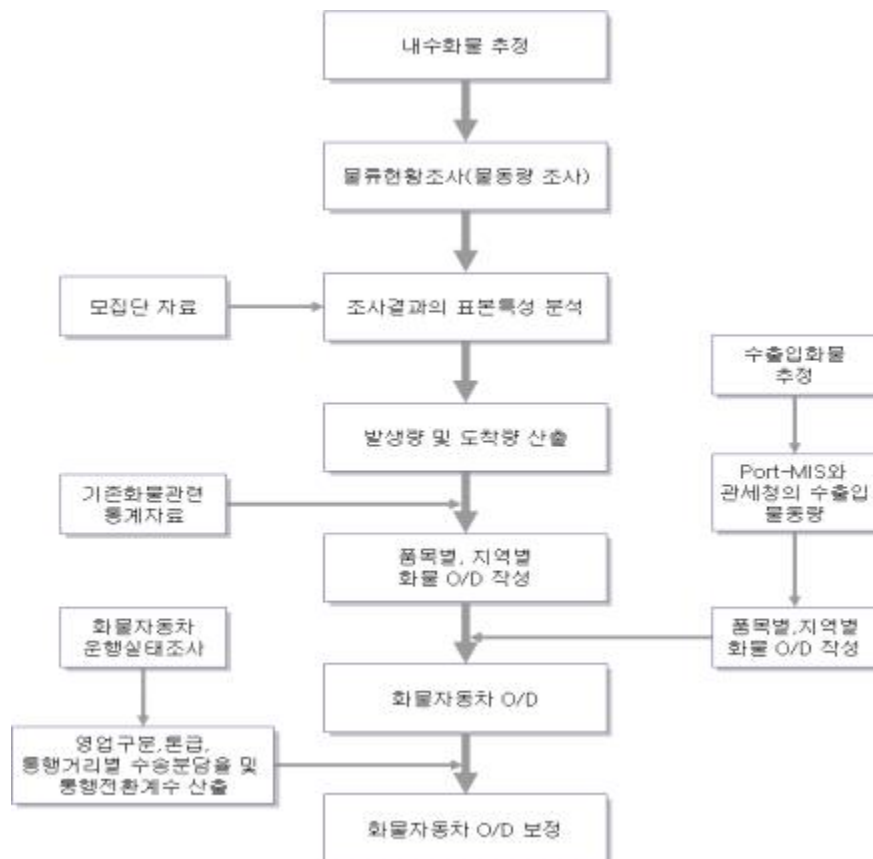 내수화물 추정
물류현황조사(물동량 조사)
모집단 자료
조사결과의 표본특성 분석
수출입화물
추정
발생량 및 도착량 산출
Port-MIS와
관세청의 수출입
물동량
기존화물관련
통계자료
품목별, 지역별
화물 O/D 작성
화물자동차
운행실태조사
품목별,지역별
화물 O/D 작성
화물자동차 O/D
영업구분,톤급,
통행거리별 수송분담율 및
통행전환계수 산출
화물자동차 O/D 보정